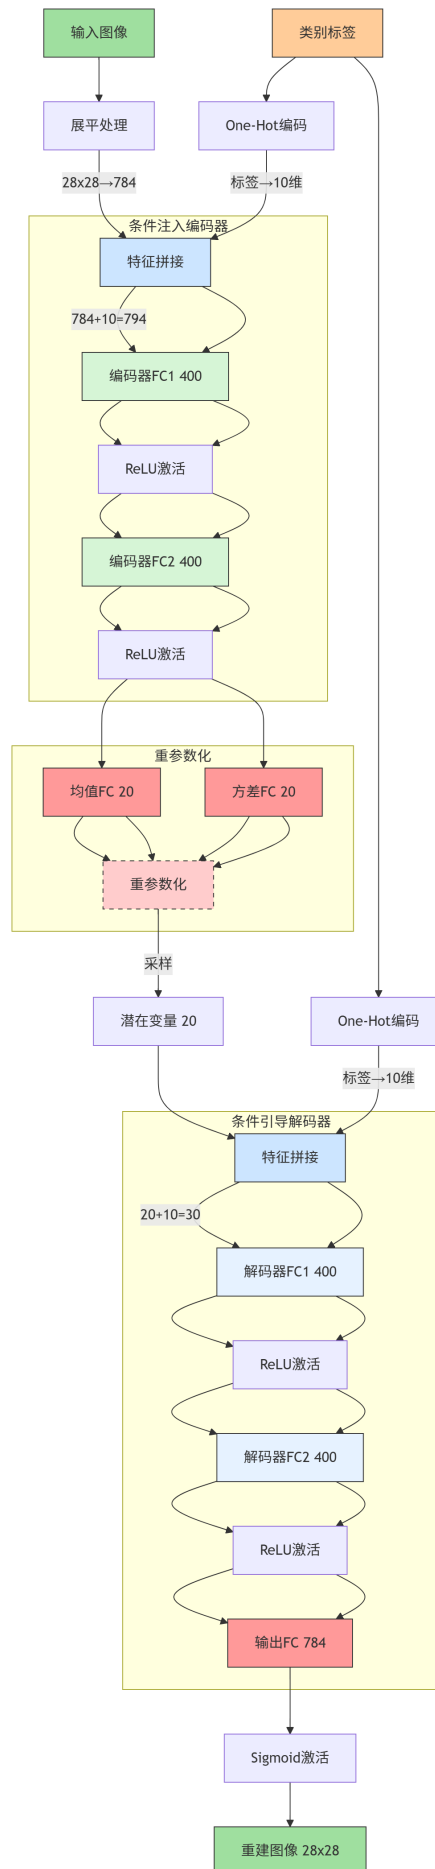 输入图像
类别标签
展平处理
One-Hot编码
28x28→784
标签→10维
条件注入编码器
特征拼接
784+10=794
编码器FC1 400
ReLU激活
编码器FC2 400
ReLU激活
重参数化
均值FC 20
方差FC 20
重参数化
采样
潜在变量 20
One-Hot编码
标签→10维
条件引导解码器
特征拼接
20+10=30
解码器FC1 400
ReLU激活
解码器FC2 400
ReLU激活
输出FC 784
Sigmoid激活
重建图像 28x28